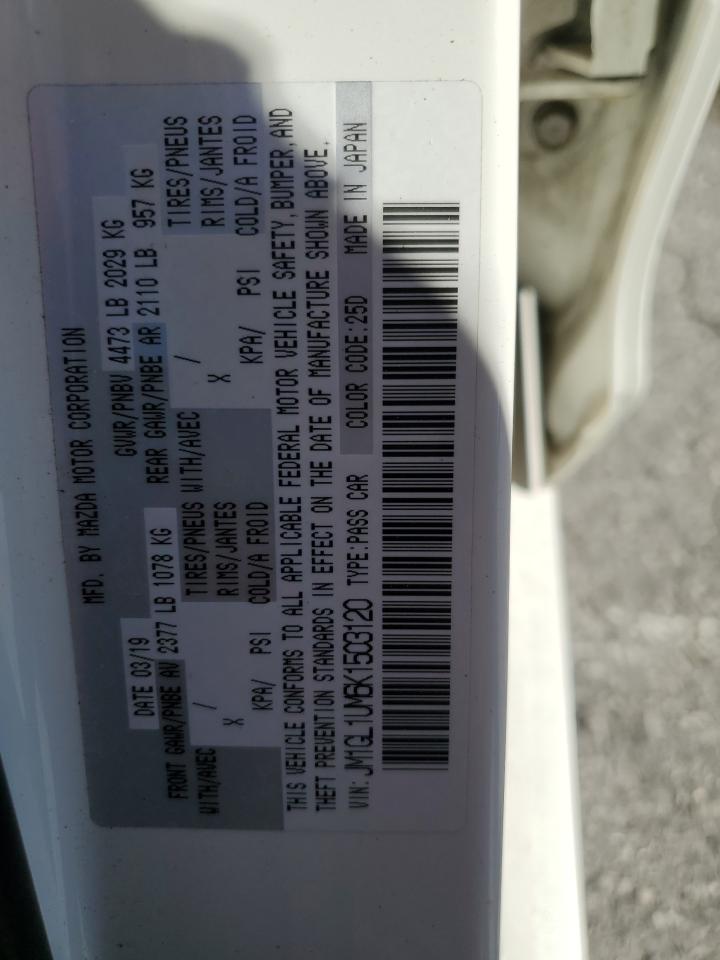 MFD. BY MAZDA MOTOR CORPORATION
DATE 03/19 GVWR/PNBV 4473 LB 2029 KG
FRONT GAWR/PNBE AV 2377 LB 1078 KG REAR GAWR/PNBE AR 2110 LB 957 KG
WITH/AVEC / TIRES/PNEUS WITH/AVEC / TIRES/PNEUS
X RIMS/JANTES X RIMS/JANTES
KPA/ PSI COLD/A FROID KPA/ PSI COLD/A FROID
THIS VEHICLE CONFORMS TO ALL APPLICABLE FEDERAL MOTOR VEHICLE SAFETY, BUMPER, AND
THEFT PREVENTION STANDARDS IN EFFECT ON THE DATE OF MANUFACTURE SHOWN ABOVE.
VIN: JM1GL1UM6K1503120 TYPE:PASS CAR COLOR CODE:25D MADE IN JAPAN